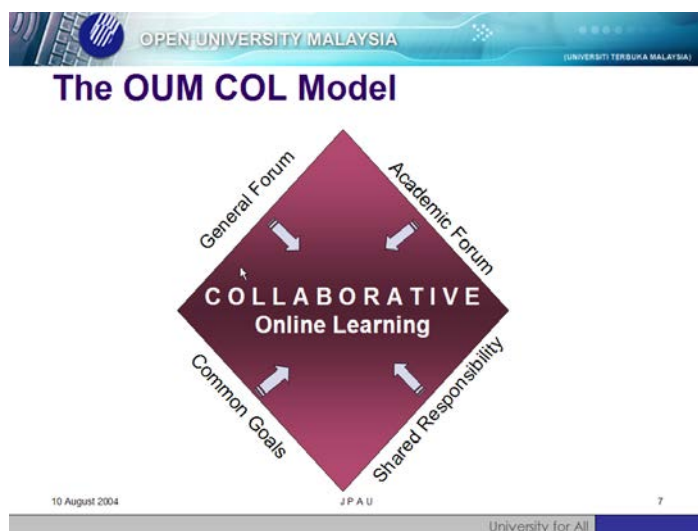 OPEN UNIVERSITY MALAYSIA
(UNIVERSITI TERBUKA MALAYSIA)
The OUM COL Model
General Forum
Academic Forum
COLLABORATIVE
Online Learning
Common Goals
Shared Responsibility
10 August 2004
JPAU
7
University for All